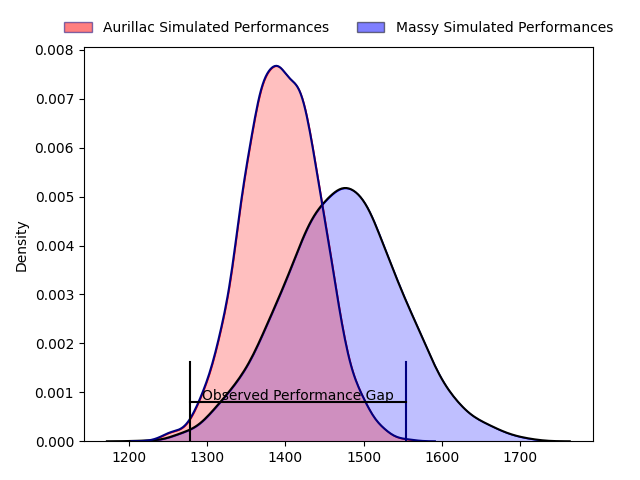 Aurillac Simulated Performances Massy Simulated Performances
0.008
0.007
0.006
0.005
0.004
0.003
0.002
0.001
0.000
Density
Observed Performance Gap
1200 1300 1400 1500 1600 1700